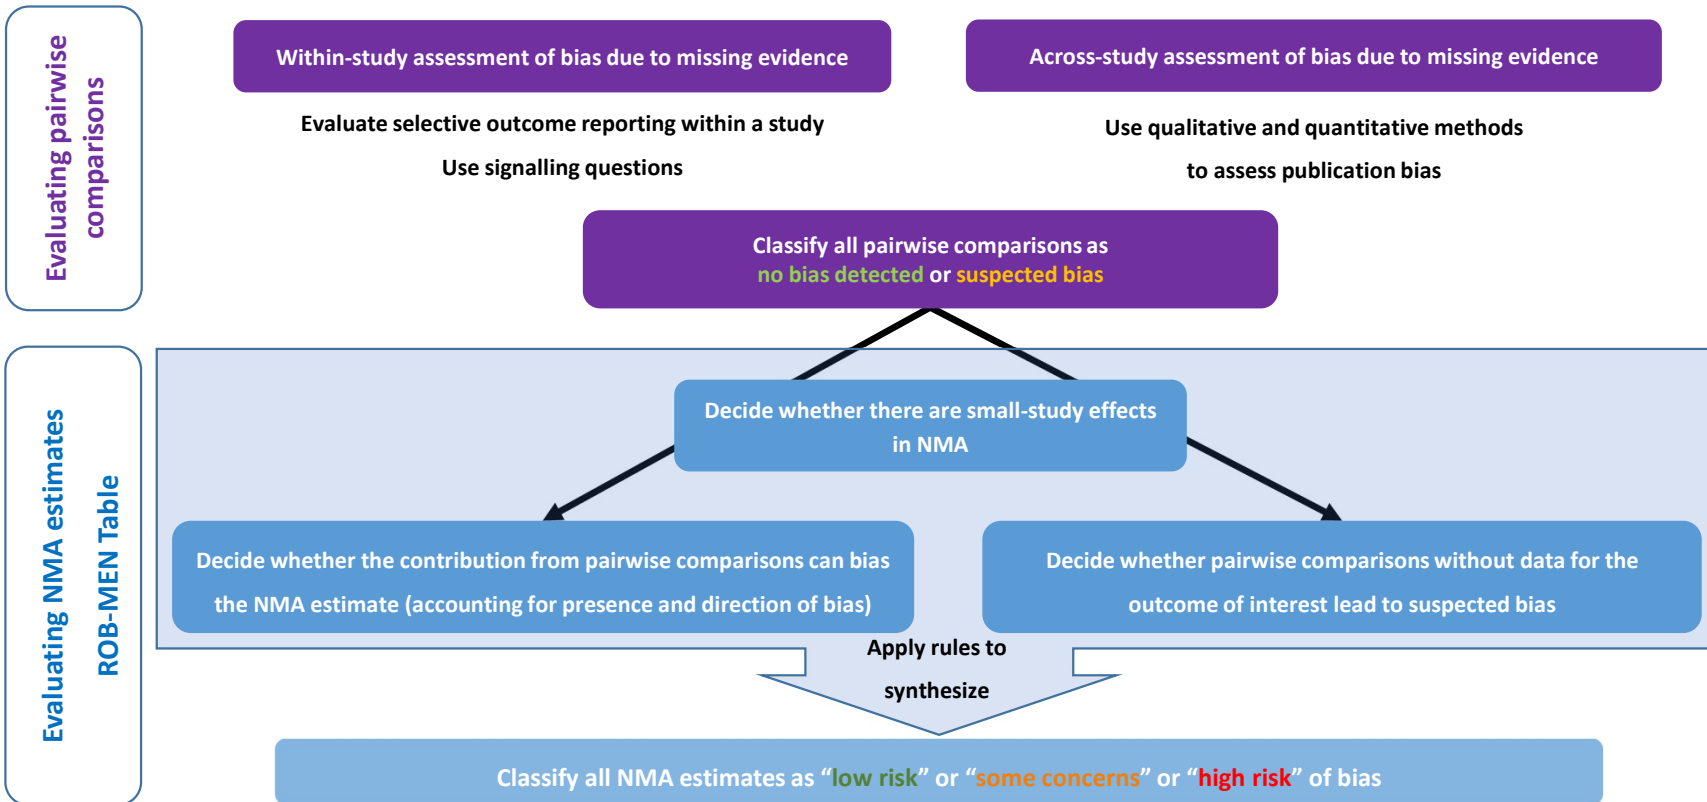 Evaluating pairwise
comparisons
Within-study assessment of bias due to missing evidence
Across-study assessment of bias due to missing evidence
Evaluate selective outcome reporting within a study
Use signalling questions
Use qualitative and quantitative methods
to assess publication bias
Classify all pairwise comparisons as
no bias detected or suspected bias
Evaluating NMA estimates
ROB-MEN Table
Decide whether there are small-study effects
in NMA
Decide whether the contribution from pairwise comparisons can bias
the NMA estimate (accounting for presence and direction of bias)
Decide whether pairwise comparisons without data for the
outcome of interest lead to suspected bias
Apply rules to
synthesize
Classify all NMA estimates as “low risk” or “some concerns” or “high risk” of bias